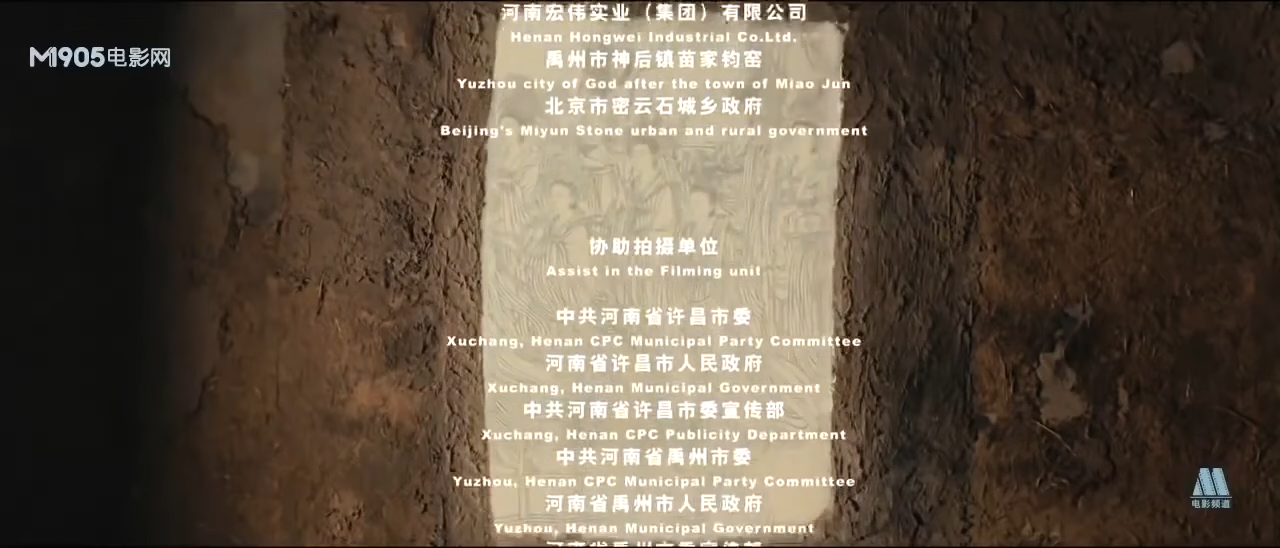 河南宏伟实业（集团）有限公司
M1905电影网
Henan Hongwei Industrial Co.Ltd.
禹州市神后镇苗家钧窑
Yuzhou city of God after the town of Miao Jun
北京市密云石城乡政府
Beijing's Miyun Stone urban and rural government
协助拍摄单位
Assist in the Filming unit
中共河南省许昌市委
Xuchang, Henan CPC Municipal Party Committee
河南省许昌市人民政府
Xuchang, Henan Municipal Government
中共河南省许昌市委宣传部
Xuchang, Henan CPC Publicity Department
中共河南省禹州市委
Yuzhou, Henan CPC Municipal Party Committee
河南省禹州市人民政府
电影频道
Yuzhou, Henan Municipal Government